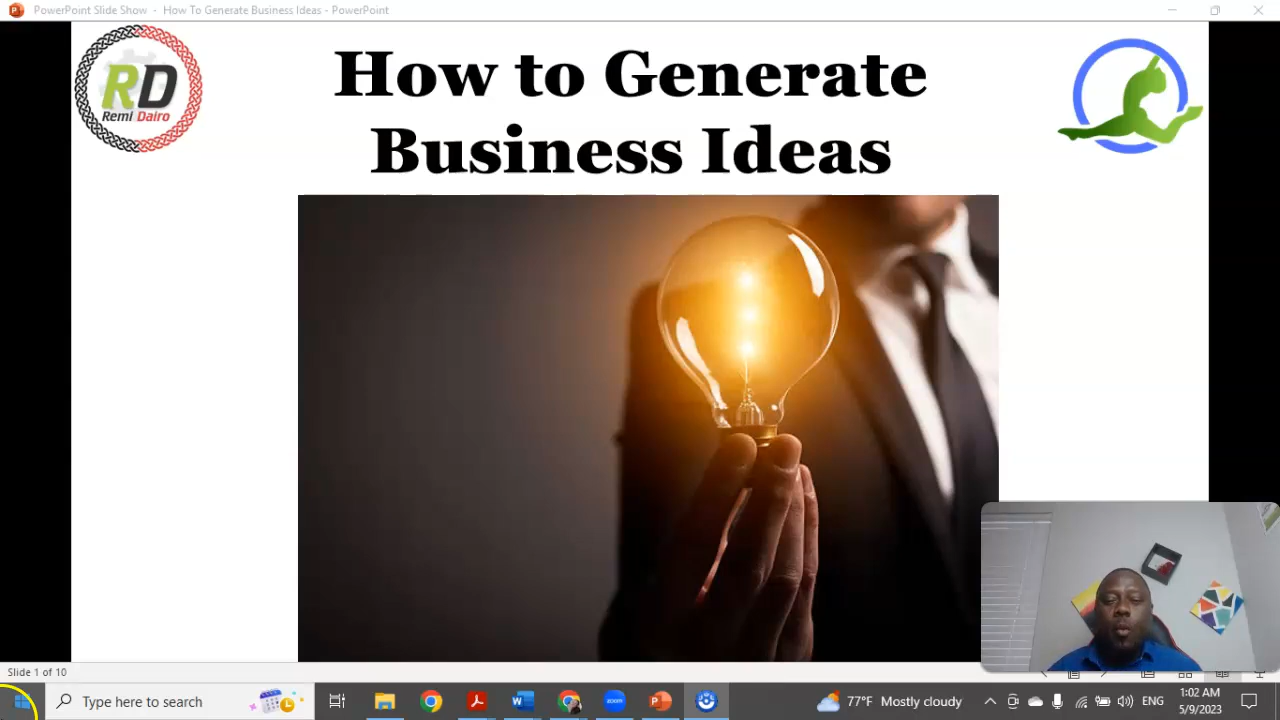 PowerPoint Slide Show - How To Generate Business Ideas - PowerPoint
RD
Remi Dairo
How to Generate
Business Ideas
Slide 1 of 10
Type here to search
zoom
77°F Mostly cloudy
ENG
1:02 AM
5/9/2023